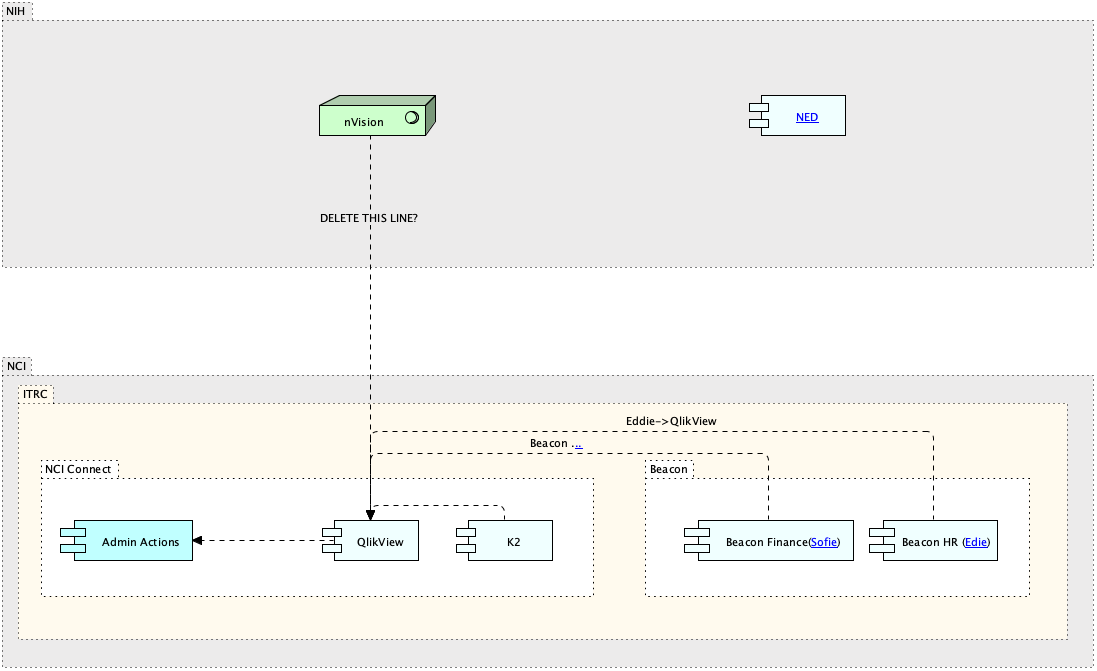 NIH
nVision
NED
DELETE THIS LINE?
NCI
ITRC
Eddie->QlikView
Beacon ...
NCI Connect
Beacon
Admin Actions
QlikView
K2
Beacon Finance(Sofie)
Beacon HR (Edie)